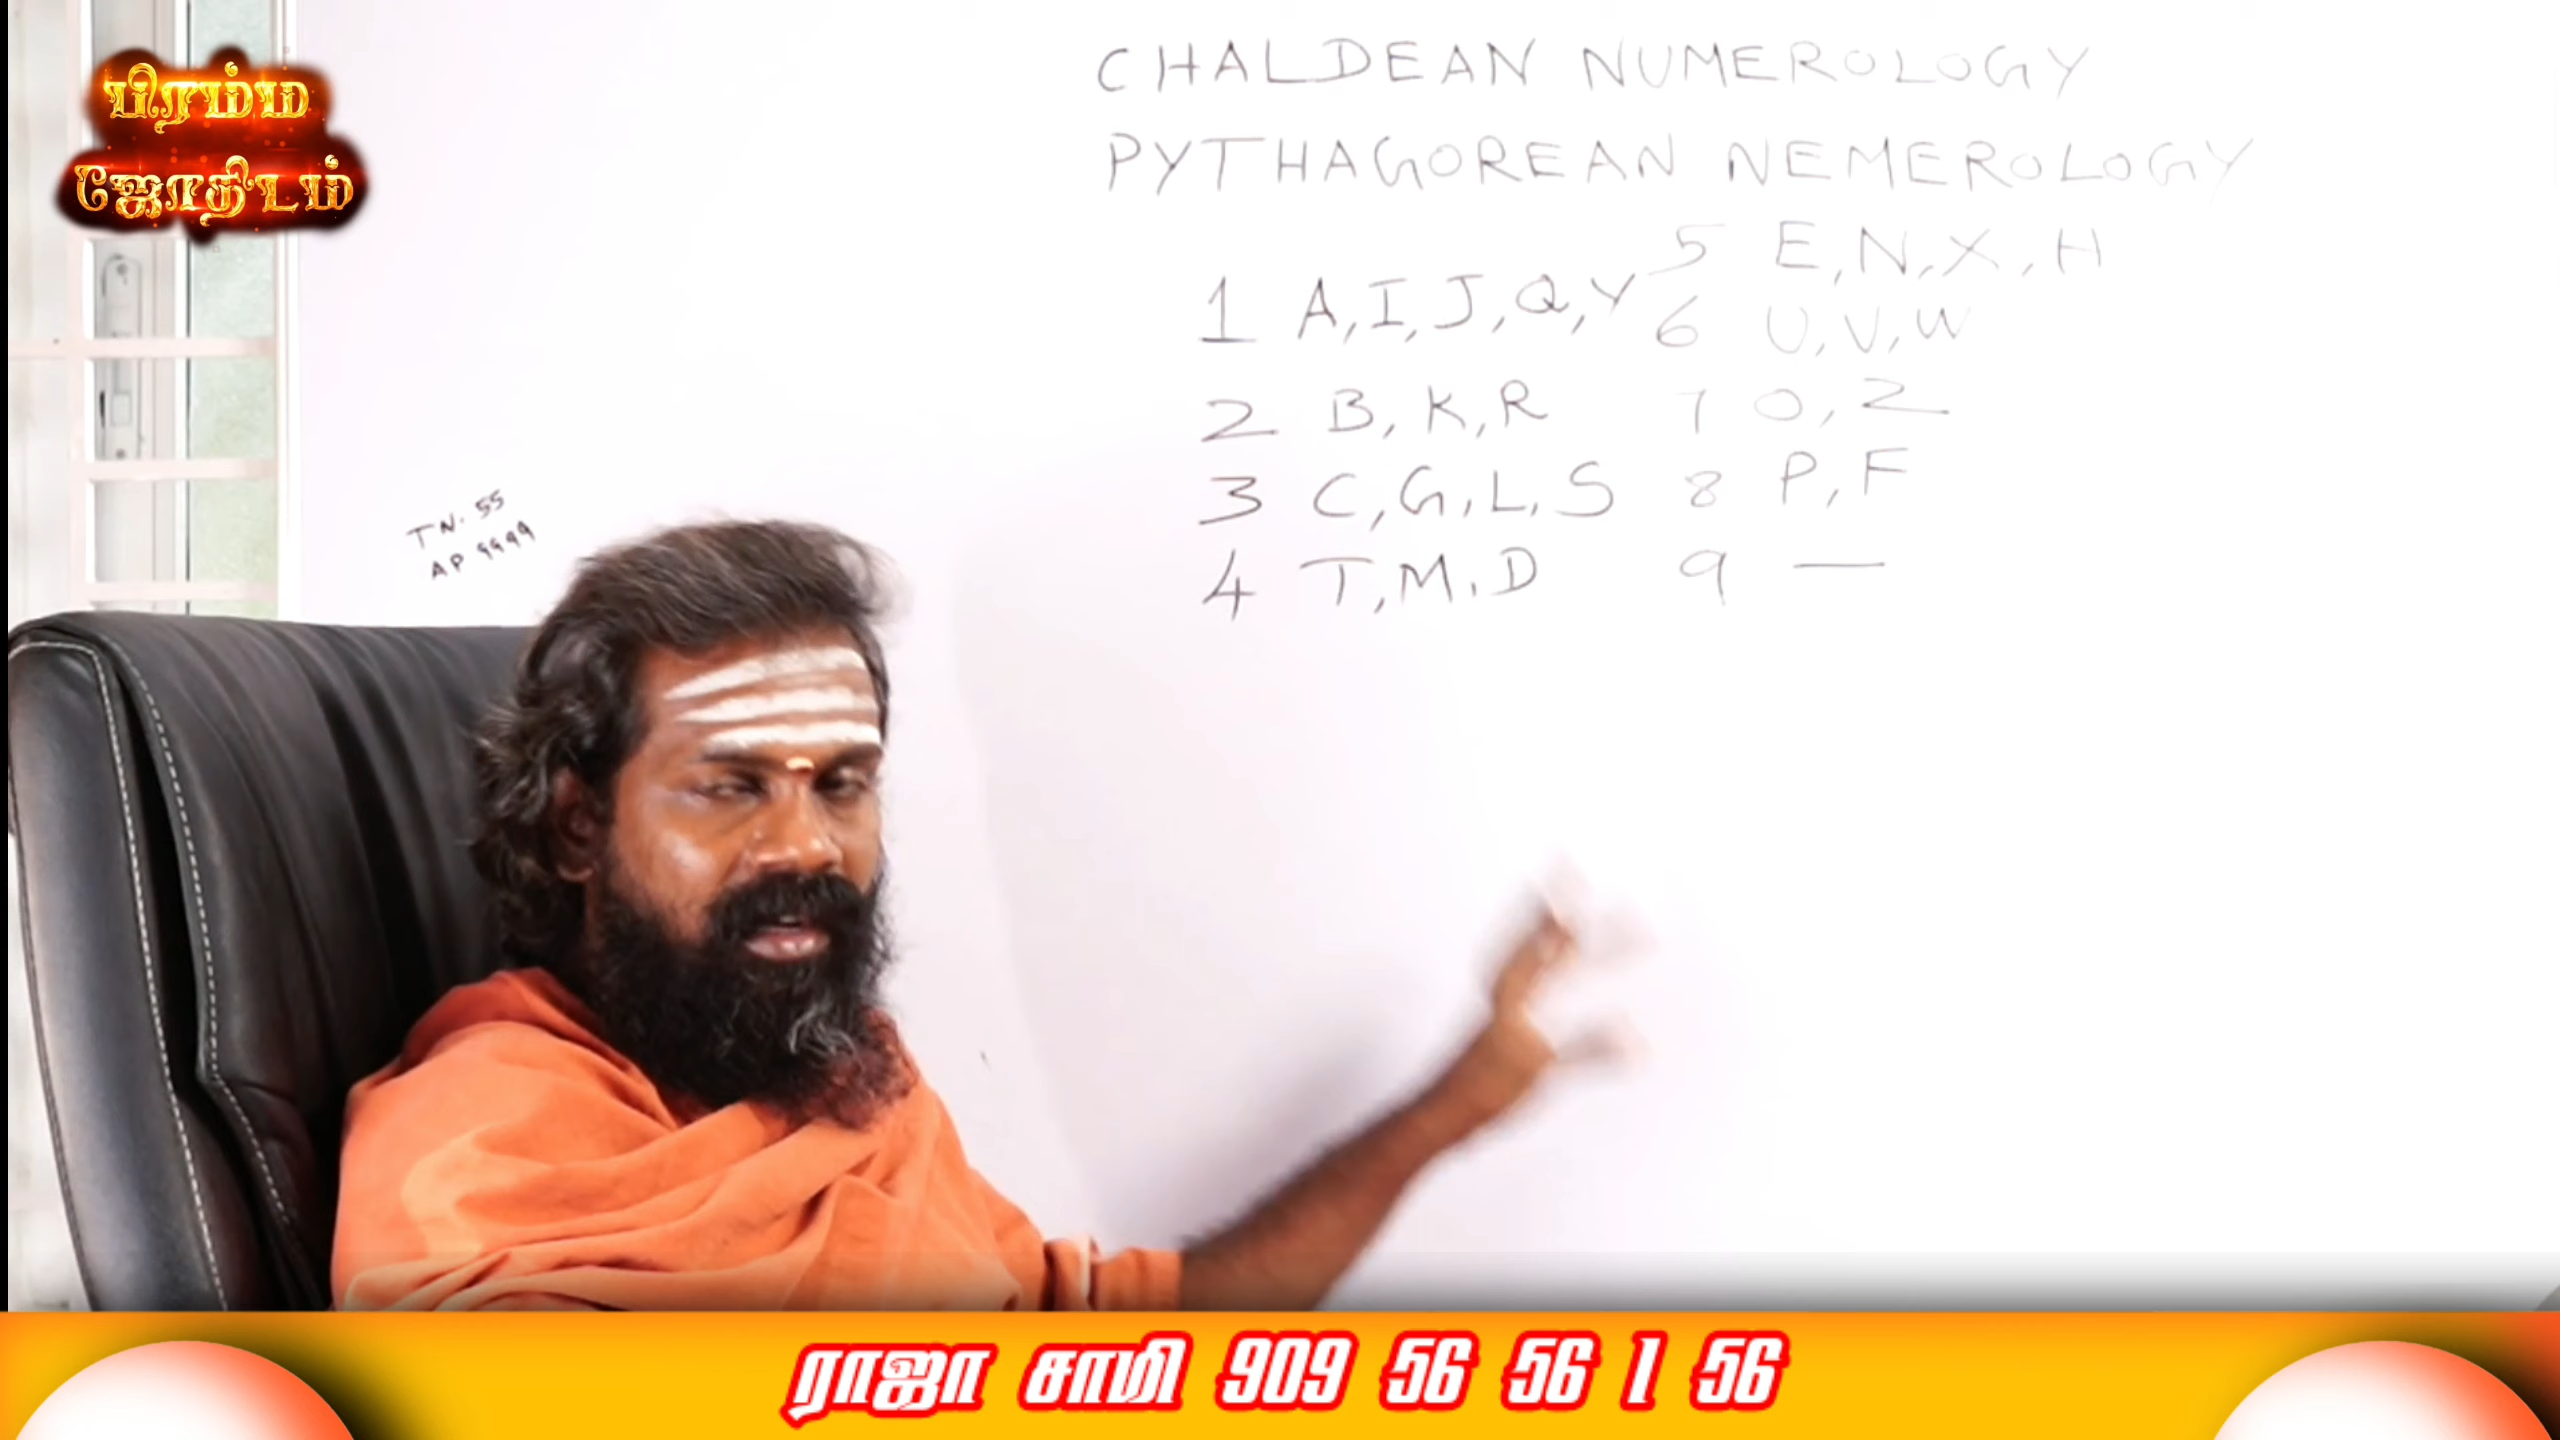 பிரம்ம
ஜோதிடம்
CHALDEAN NUMEROLOGY
PYTHAGOREAN NEMEROLOGY
1 A, I, J, Q, Y
5 E, N, X, H
6 U, V, W
2 B, K, R
7 O, Z
3 C, G, L, S
8 P, F
4 T, M, D
9 —
TN. 55
AP 9999
ராஜா சாமி 909 56 56 1 56